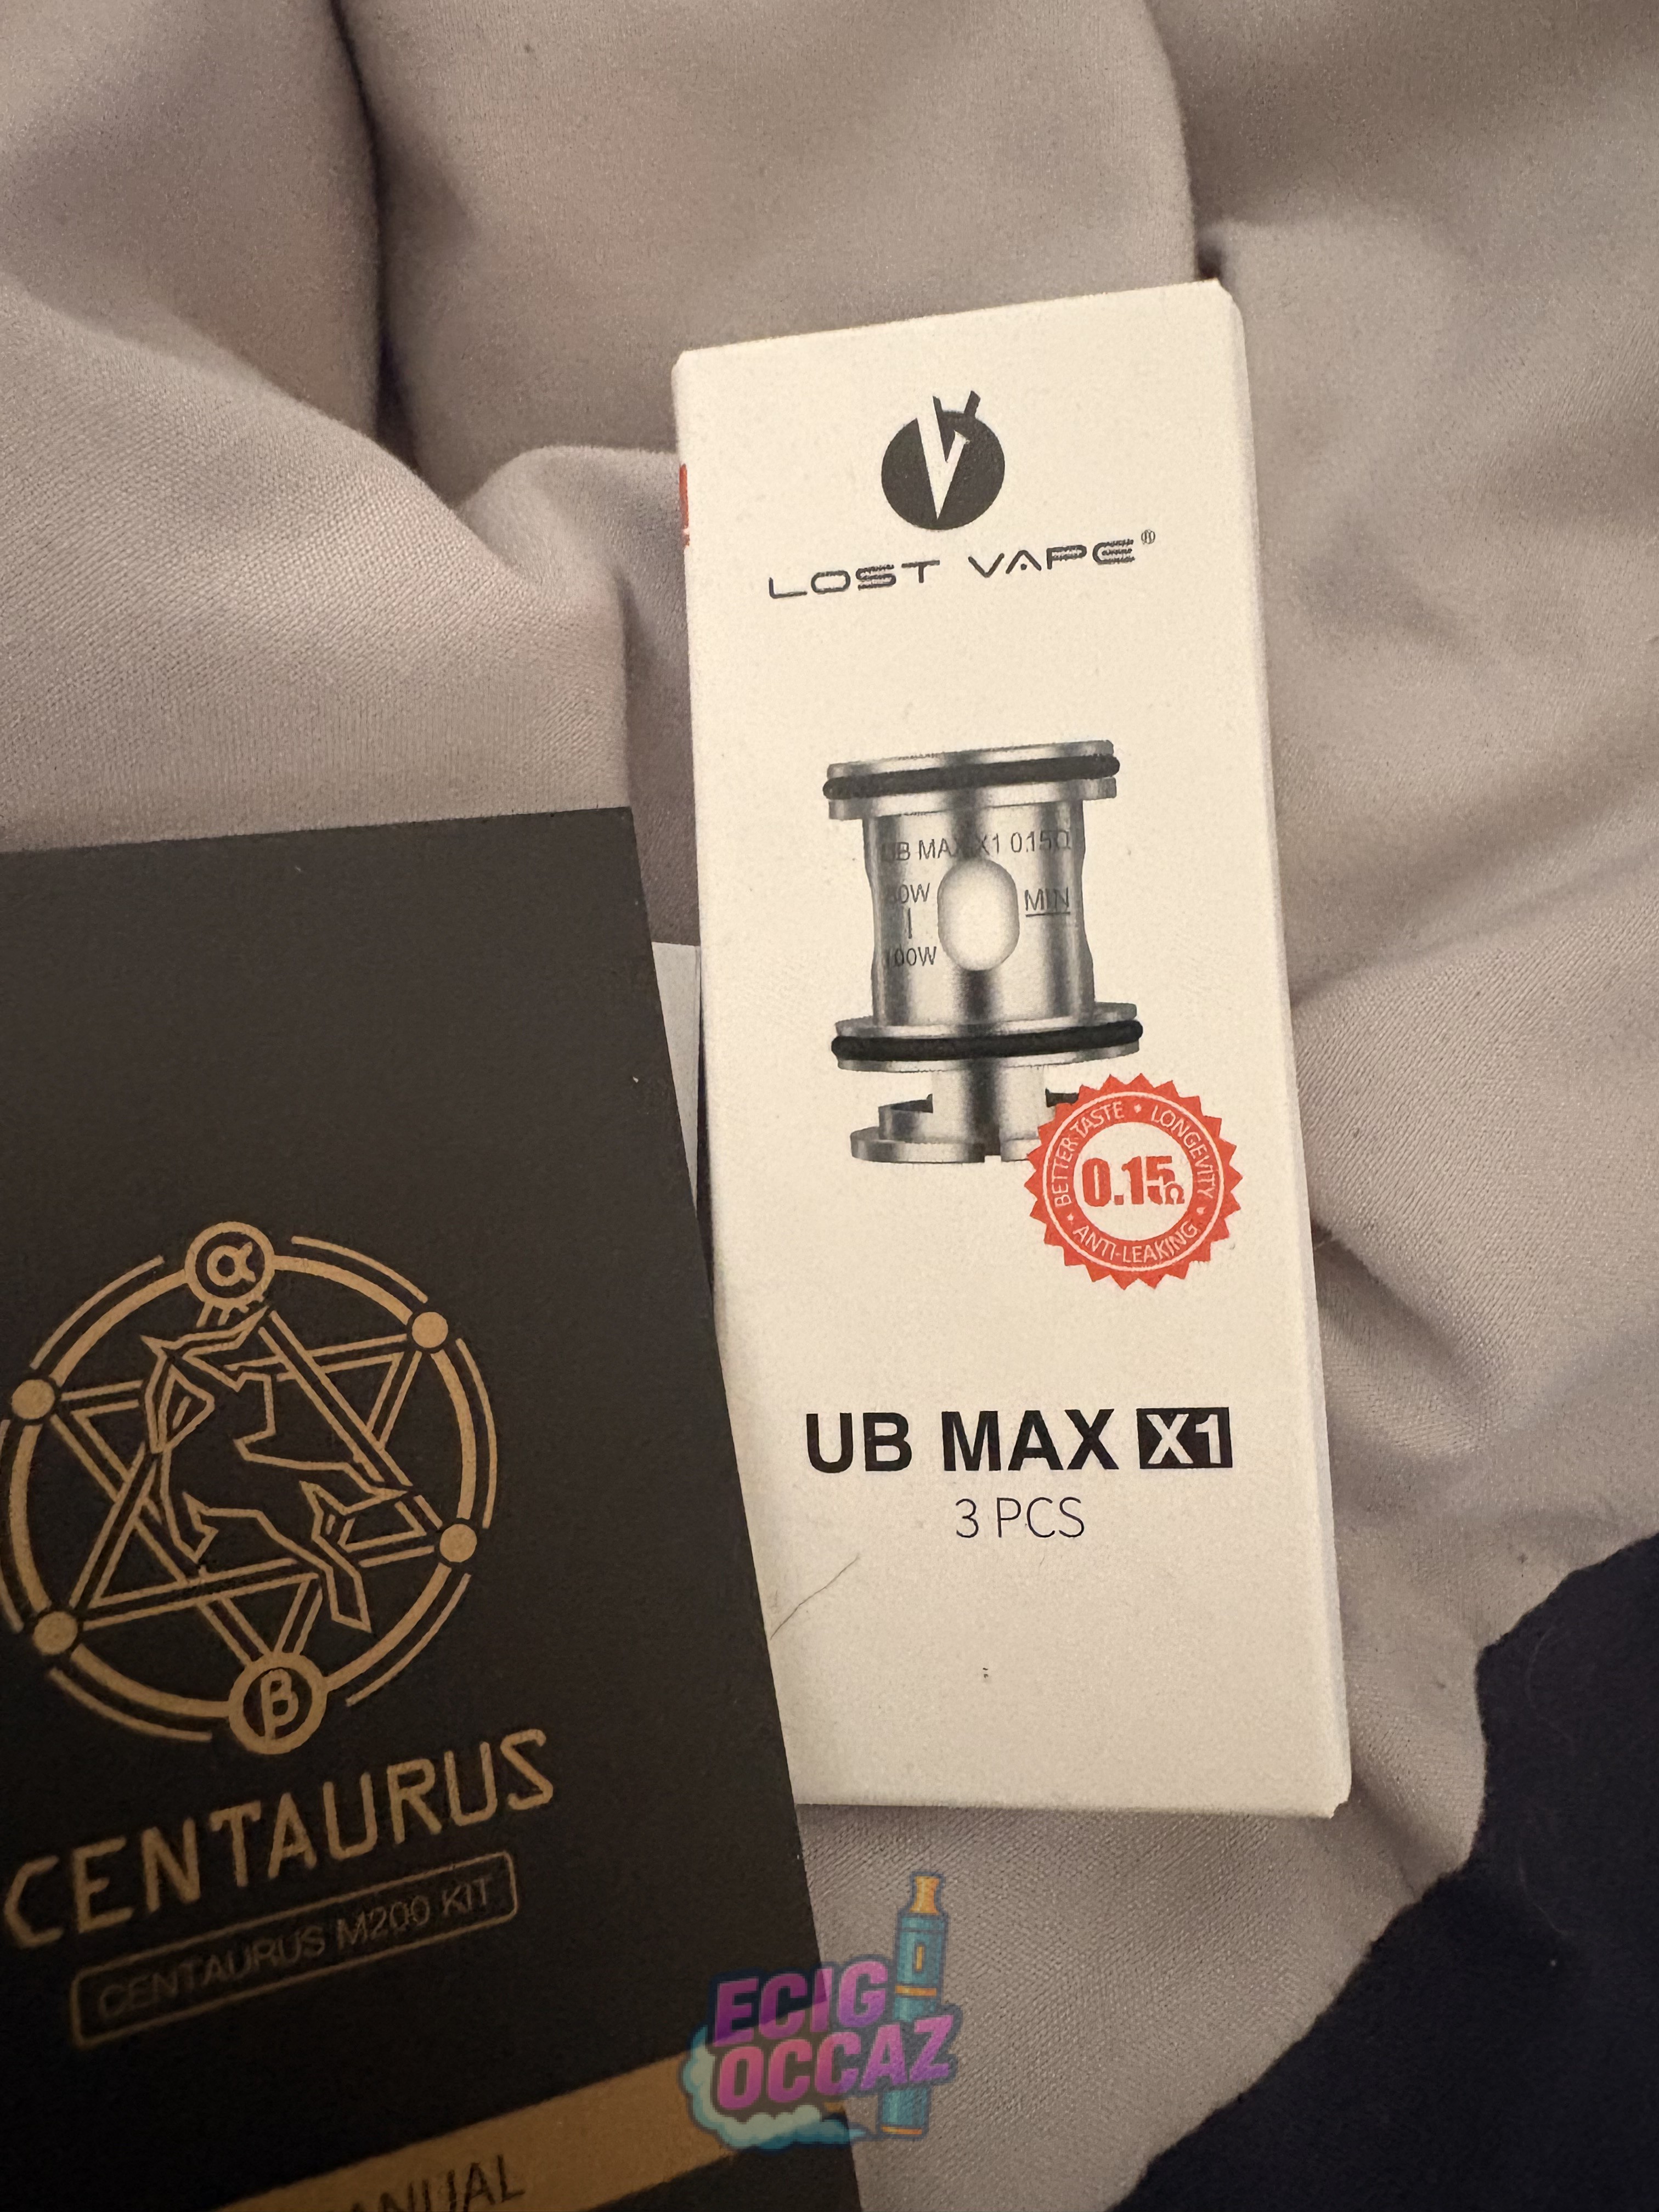 LOST VAPE®
UB MAX X1 0.15Ω
MIN
100W
BETTER TASTE • LONGEVITY • ANTI-LEAKING •
0.15Ω
UB MAX X1
3 PCS
α
β
CENTAURUS
CENTAURUS M200 KIT
ECIG
OCCAZ